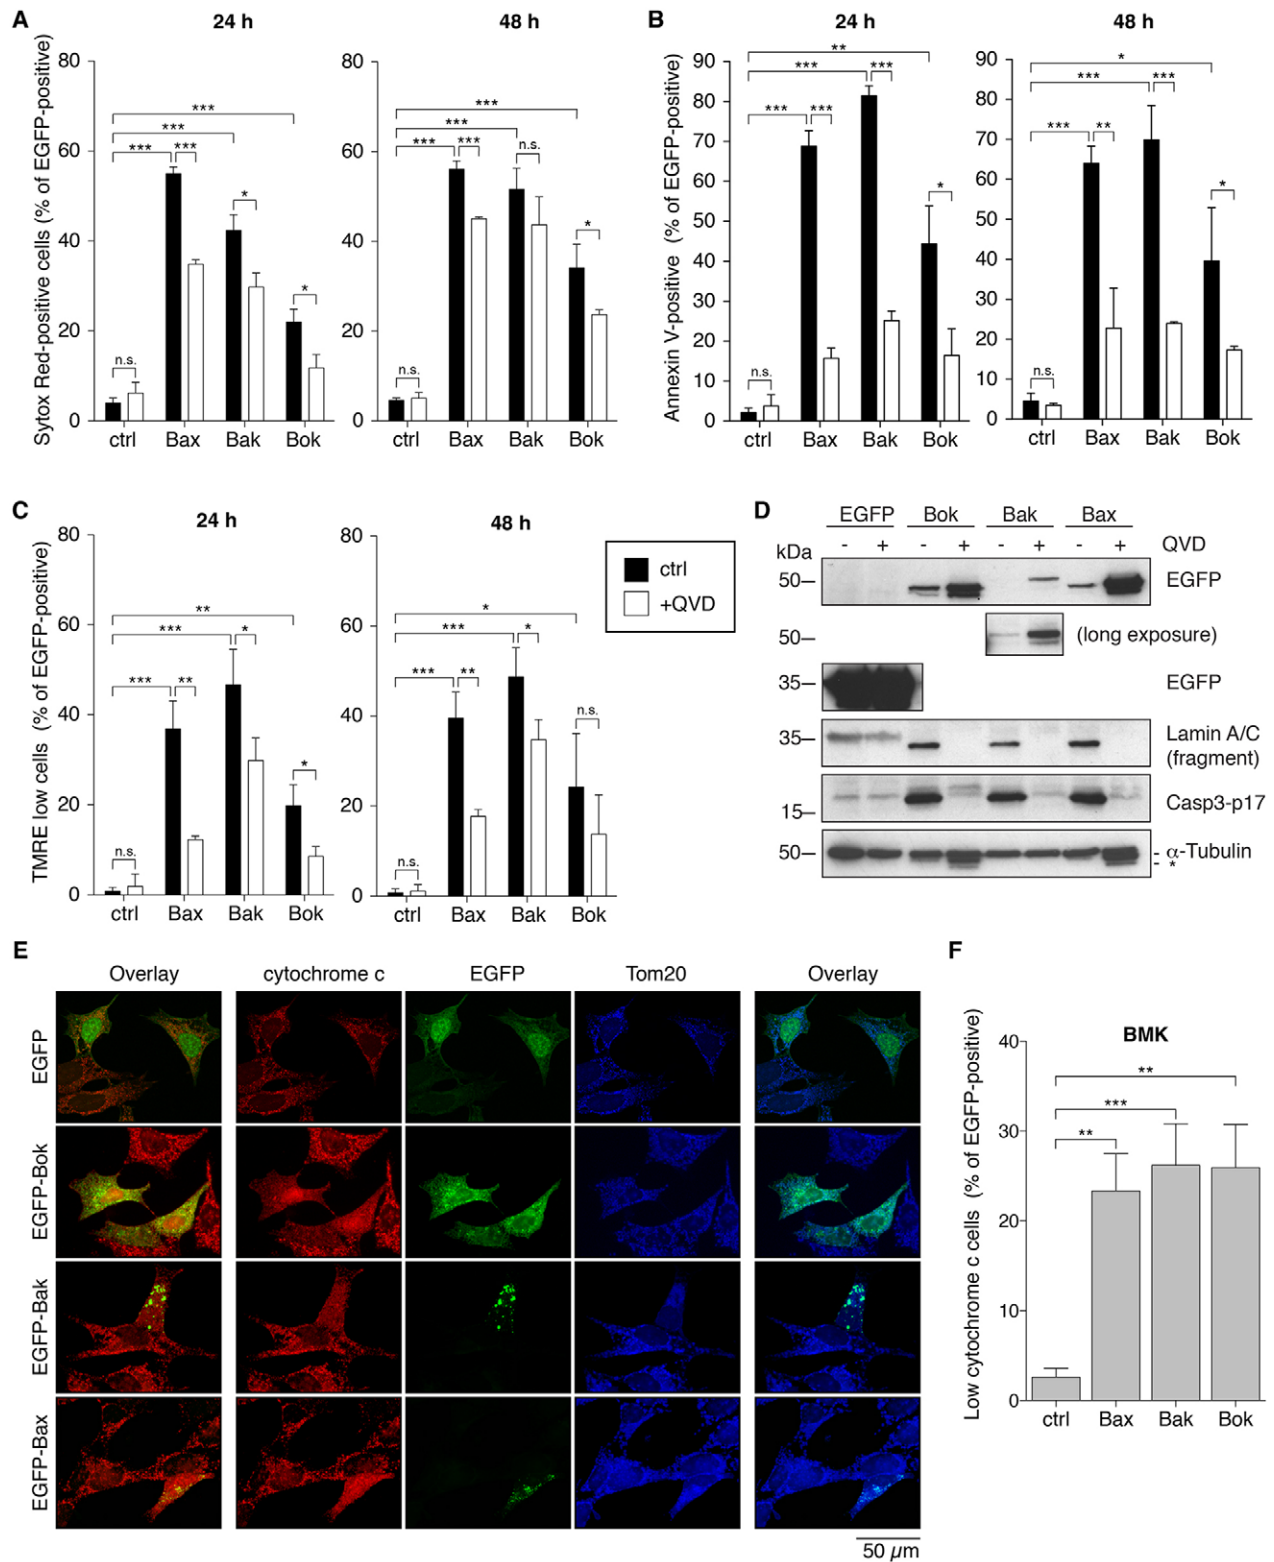 A
24 h
48 h
Sytox Red-positive cells (% of EGFP-positive)
80
60
40
20
0
***
***
***
***
*
*
n.s.
ctrl
Bax
Bak
Bok
80
60
40
20
0
***
***
***
***
n.s.
*
n.s.
ctrl
Bax
Bak
Bok
B
24 h
48 h
Annexin V-positive (% of EGFP-positive)
90
80
70
60
50
40
30
20
10
0
**
***
***
***
***
*
n.s.
ctrl
Bax
Bak
Bok
90
80
70
60
50
40
30
20
10
0
*
***
***
***
**
*
n.s.
ctrl
Bax
Bak
Bok
C
24 h
48 h
TMRE low cells (% of EGFP-positive)
80
60
40
20
0
**
***
*
***
**
*
n.s.
ctrl
Bax
Bak
Bok
80
60
40
20
0
*
***
*
***
**
n.s.
n.s.
ctrl
Bax
Bak
Bok
ctrl
+QVD
D
EGFP Bok Bak Bax
kDa - + - + - + - + QVD
50 EGFP
50 (long exposure)
35 EGFP
35 Lamin A/C
(fragment)
15 Casp3-p17
50 - α-Tubulin
- *
E
Overlay cytochrome c EGFP Tom20 Overlay
EGFP
EGFP-Bok
EGFP-Bak
EGFP-Bax
50 µm
F
BMK
Low cytochrome c cells (% of EGFP-positive)
40
30
20
10
0
**
***
**
ctrl
Bax
Bak
Bok